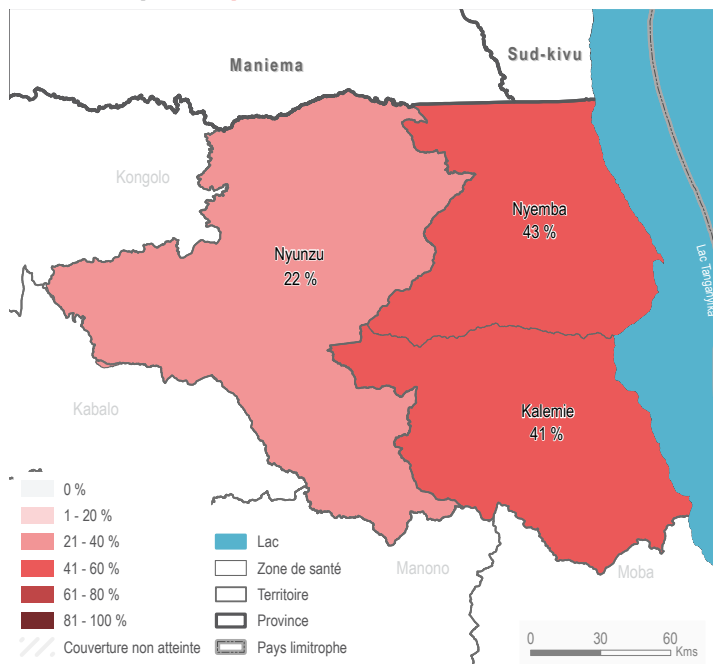 Maniema
Sud-kivu
Kongolo
Nyemba
43 %
Nyunzu
22 %
Lac Tanganyika
Kabalo
Kalemie
41 %
Manono
Moba
0 %
1 - 20 %
21 - 40 %
41 - 60 %
61 - 80 %
81 - 100 %
Couverture non atteinte
Lac
Zone de santé
Territoire
Province
Pays limitrophe
0 30 60
Kms